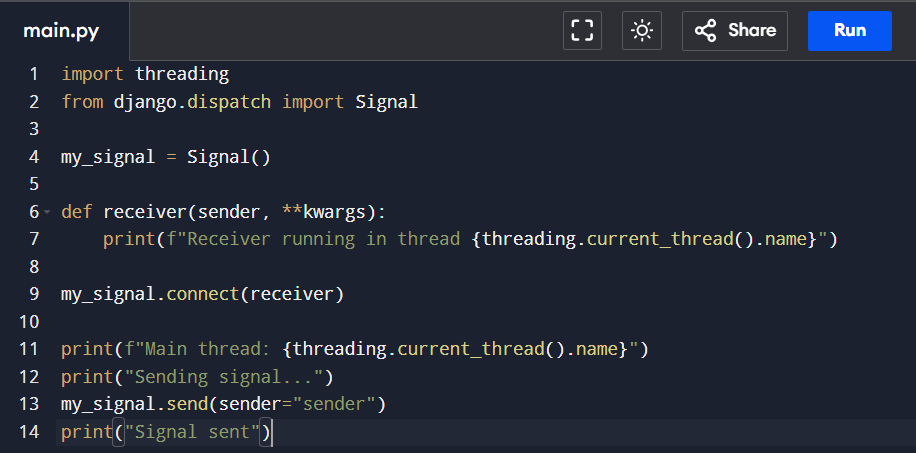 main.py
Share
Run
1 import threading
2 from django.dispatch import Signal
3
4 my_signal = Signal()
5
6 def receiver(sender, **kwargs):
7     print(f"Receiver running in thread {threading.current_thread().name}")
8
9 my_signal.connect(receiver)
10
11 print(f"Main thread: {threading.current_thread().name}")
12 print("Sending signal...")
13 my_signal.send(sender="sender")
14 print("Signal sent")